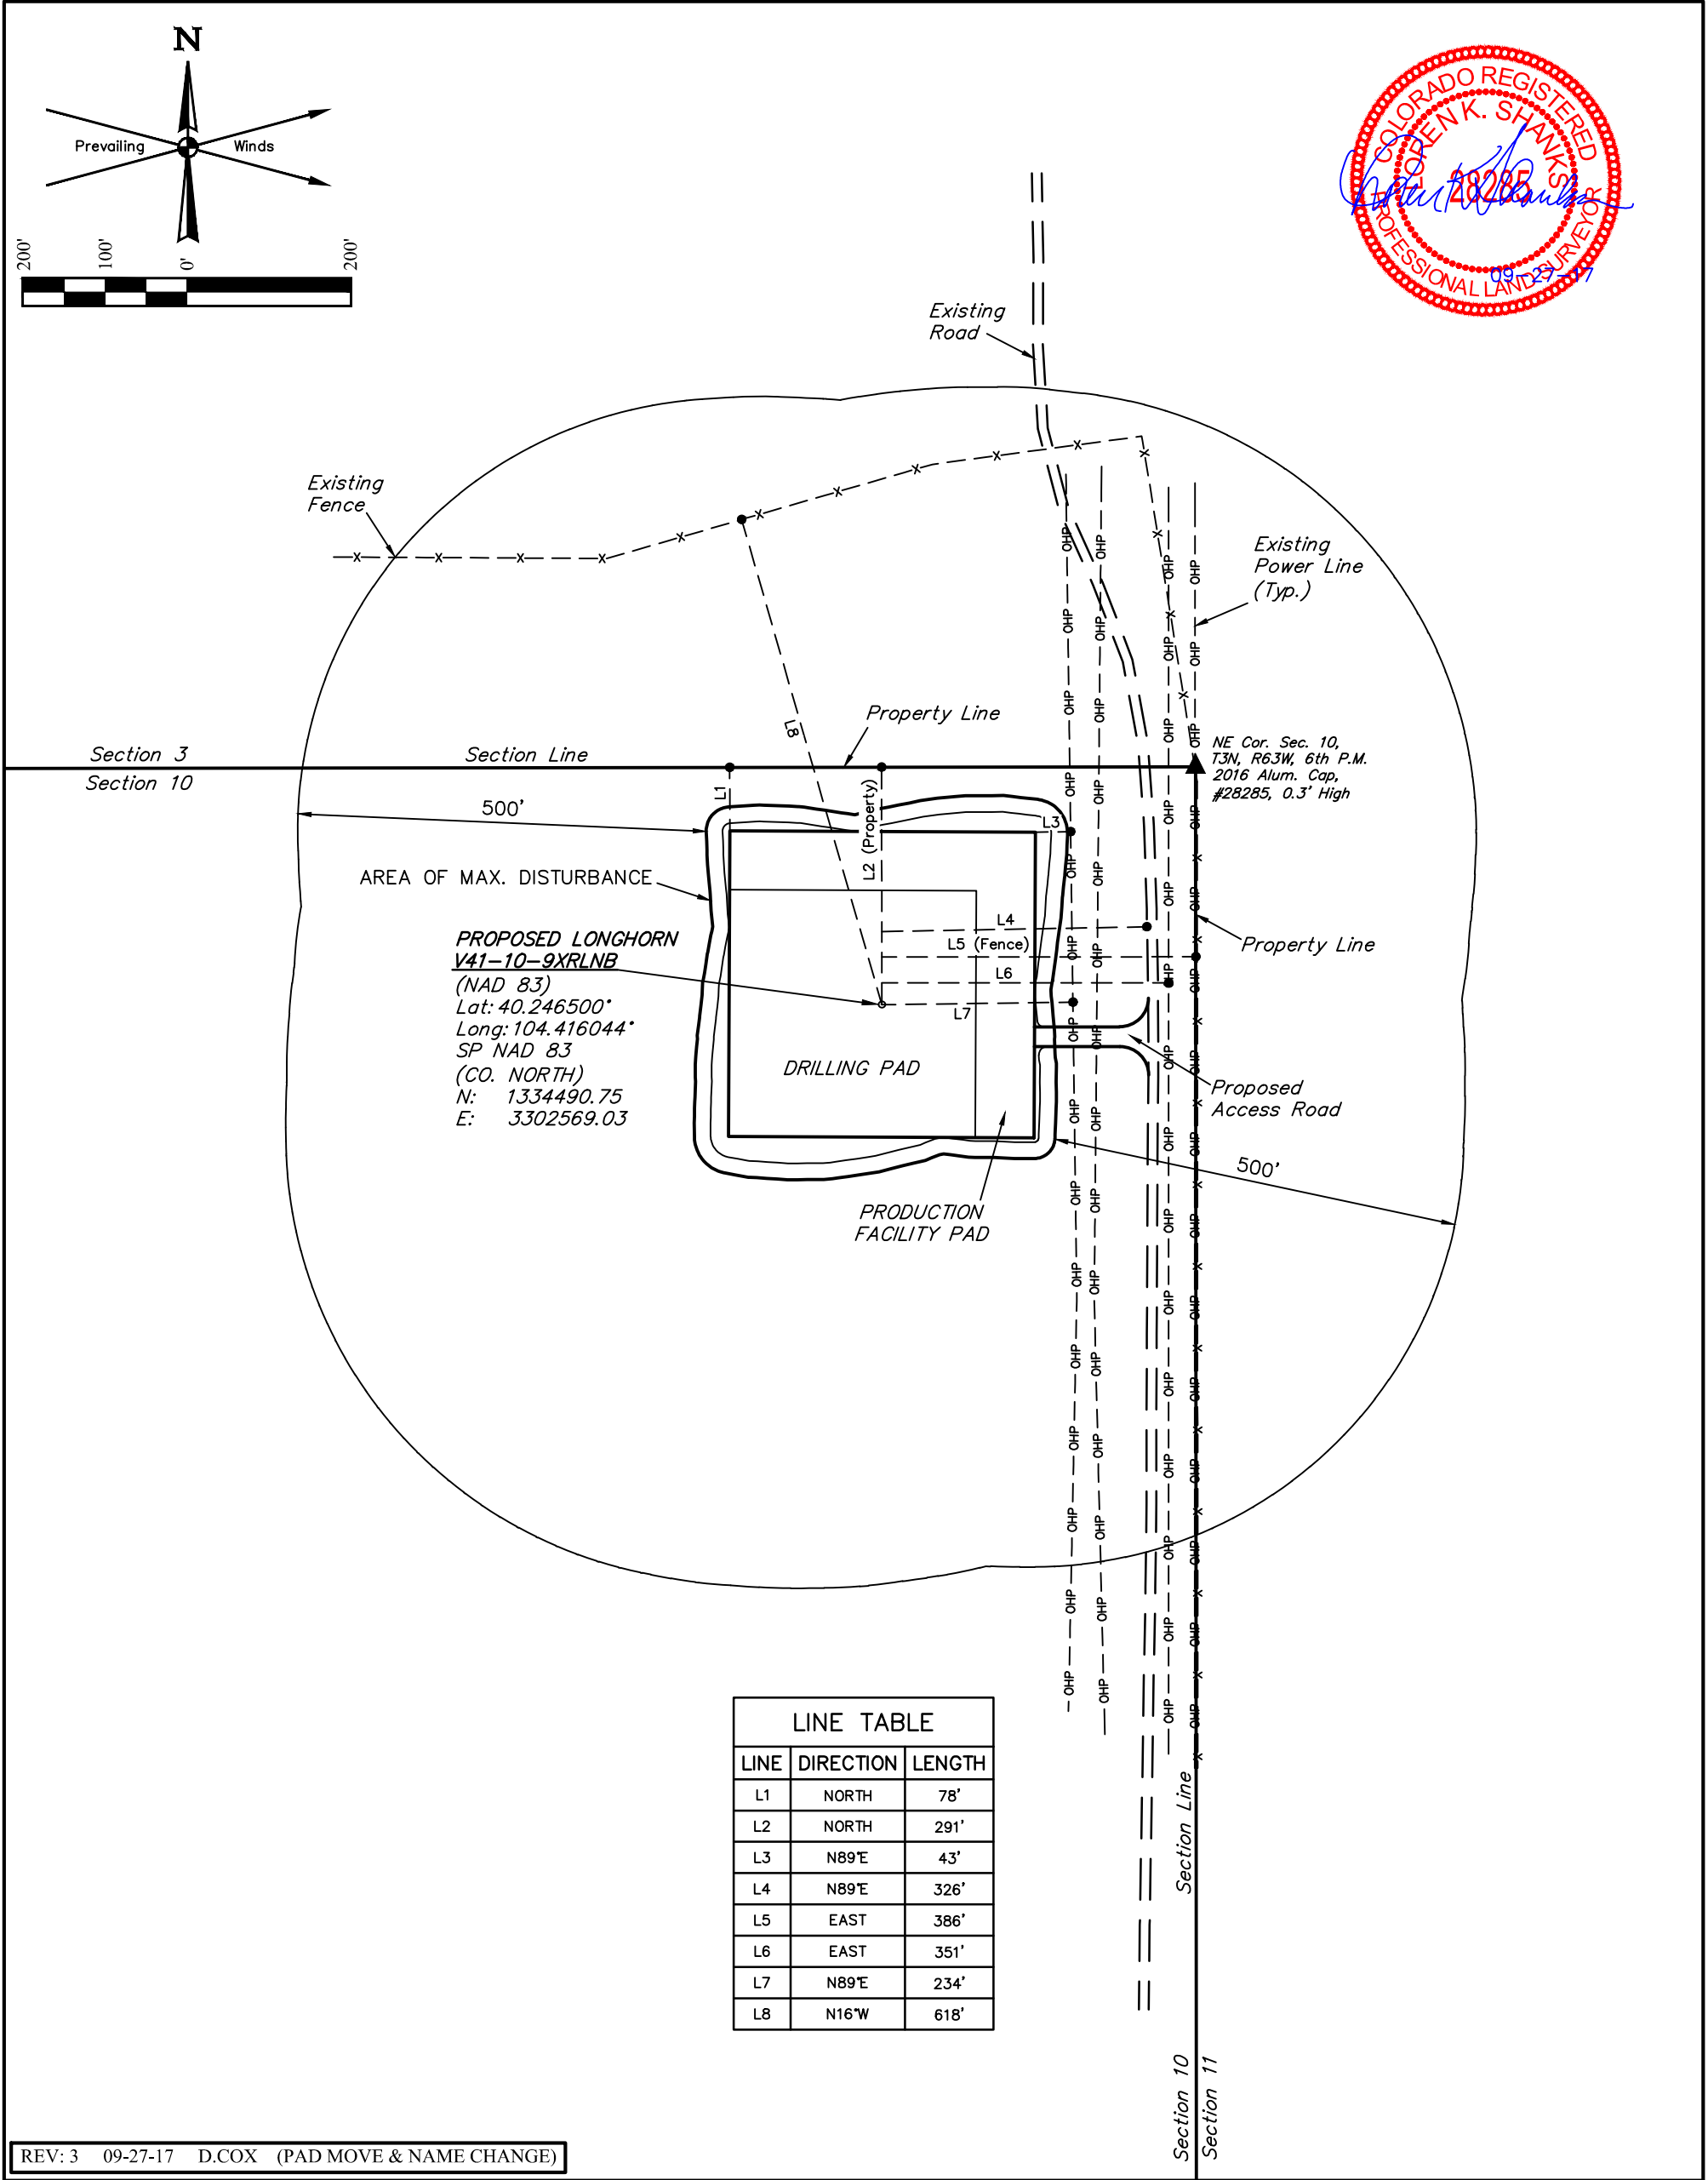 N
Prevailing
Winds
200'
100'
0'
200'
COLORADO REGISTERED
LOREN K. SHANKS
28285
PROFESSIONAL LAND SURVEYOR
09-27-17
Existing
Road
Existing
Fence
Existing
Power Line
(Typ.)
L8
Property Line
Section 3
Section Line
Section 10
NE Cor. Sec. 10,
T3N, R63W, 6th P.M.
2016 Alum. Cap,
#28285, 0.3' High
500'
L1
L2 (Property)
L3
AREA OF MAX. DISTURBANCE
L4
L5 (Fence)
L6
L7
Property Line
PROPOSED LONGHORN
V41-10-9XRLNB
(NAD 83)
Lat: 40.246500°
Long: 104.416044°
SP NAD 83
(CO. NORTH)
N: 1334490.75
E: 3302569.03
DRILLING PAD
Proposed
Access Road
500'
PRODUCTION
FACILITY PAD
OHP
LINE TABLE
LINE DIRECTION LENGTH
L1 NORTH 78'
L2 NORTH 291'
L3 N89°E 43'
L4 N89°E 326'
L5 EAST 386'
L6 EAST 351'
L7 N89°E 234'
L8 N16°W 618'
Section Line
Section 10
Section 11
REV: 3 09-27-17 D.COX (PAD MOVE & NAME CHANGE)